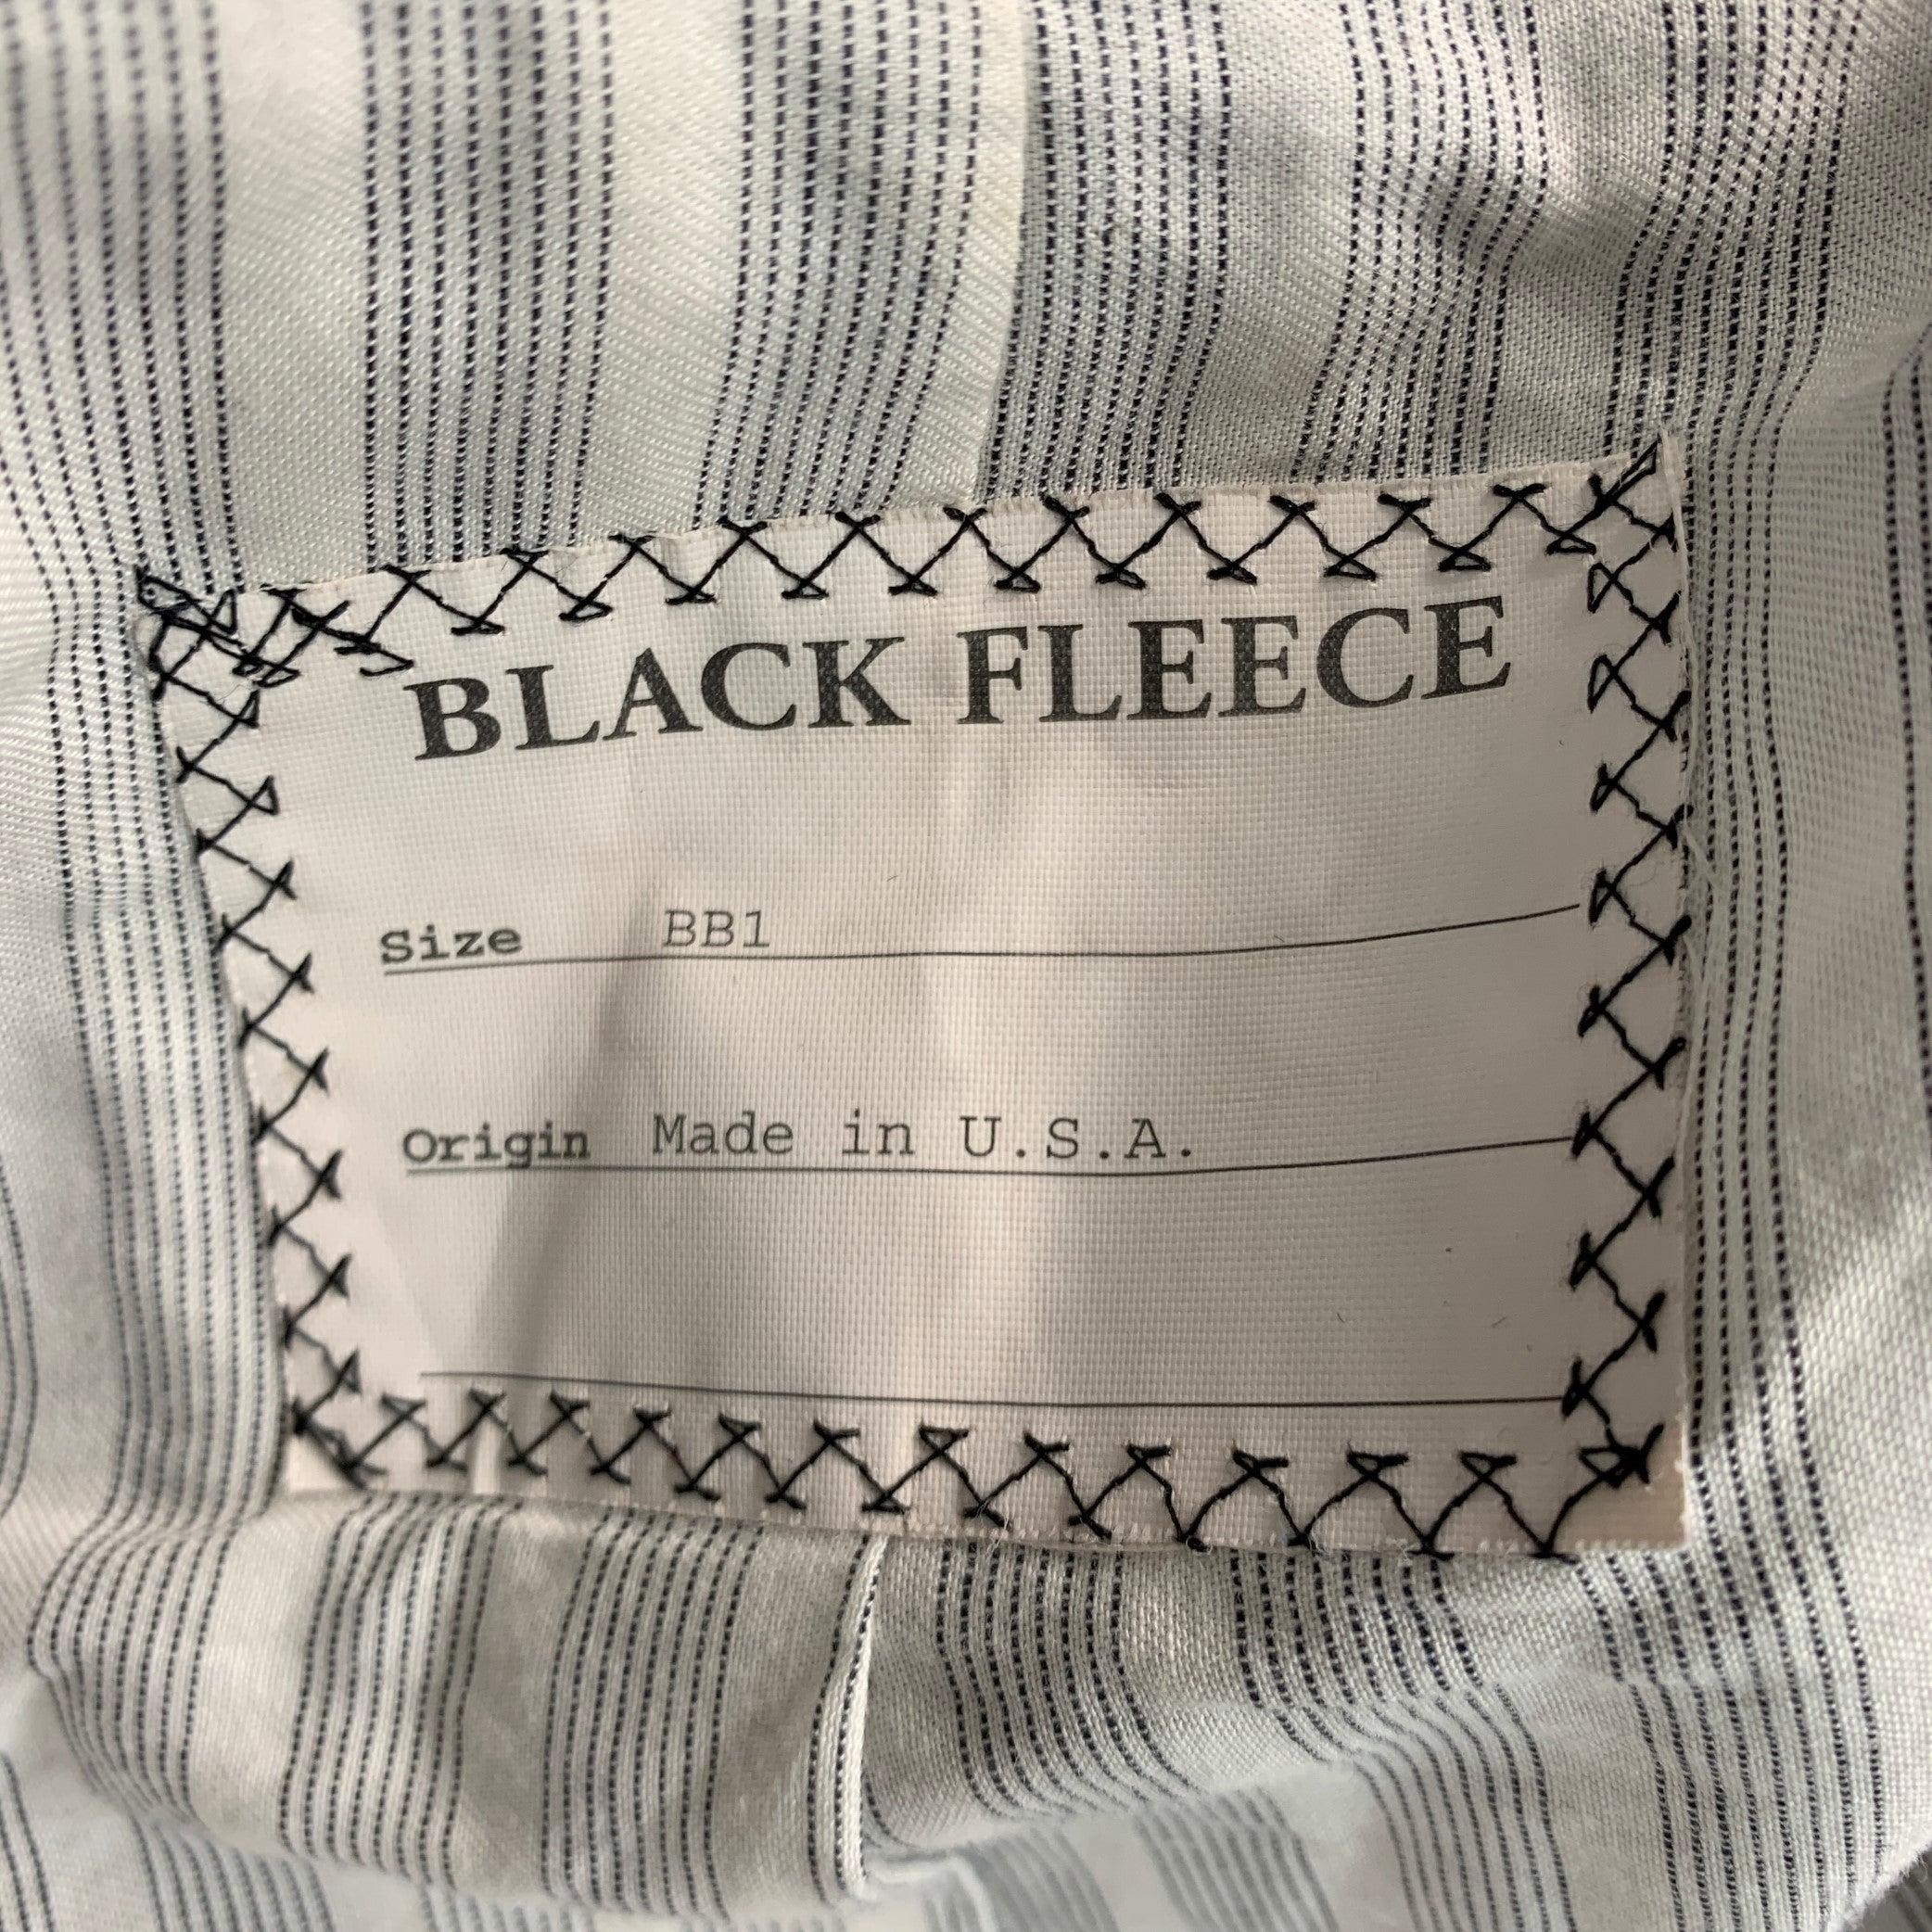 BLACK FLEECE
Size BB1
Origin Made in U.S.A.